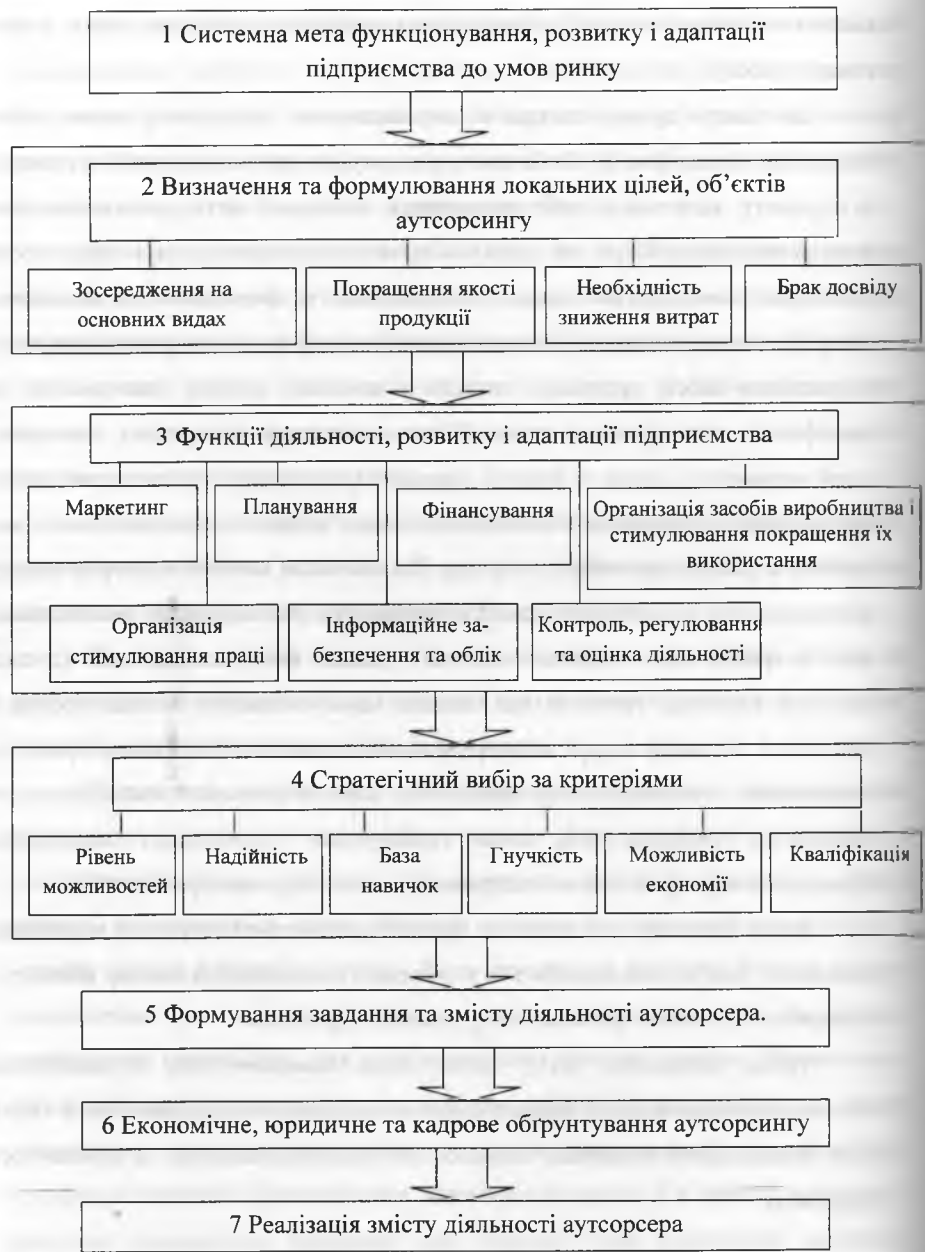 1 Системна мета функціонування, розвитку і адаптації
підприємства до умов ринку
2 Визначення та формулювання локальних цілей, об’єктів
аутсорсингу
Зосередження на
основних видах
Покращення якості
продукції
Необхідність
зниження витрат
Брак досвіду
3 Функції діяльності, розвитку і адаптації підприємства
Маркетинг
Планування
Фінансування
Організація засобів виробництва і
стимулювання покращення їх
використання
Організація
стимулювання праці
Інформаційне за-
безпечення та облік
Контроль, регулювання
та оцінка діяльності
4 Стратегічний вибір за критеріями
Рівень
можливостей
Надійність
База
навичок
Гнучкість
Можливість
економії
Кваліфікація
5 Формування завдання та змісту діяльності аутсорсера.
6 Економічне, юридичне та кадрове обґрунтування аутсорсингу
7 Реалізація змісту діяльності аутсорсера